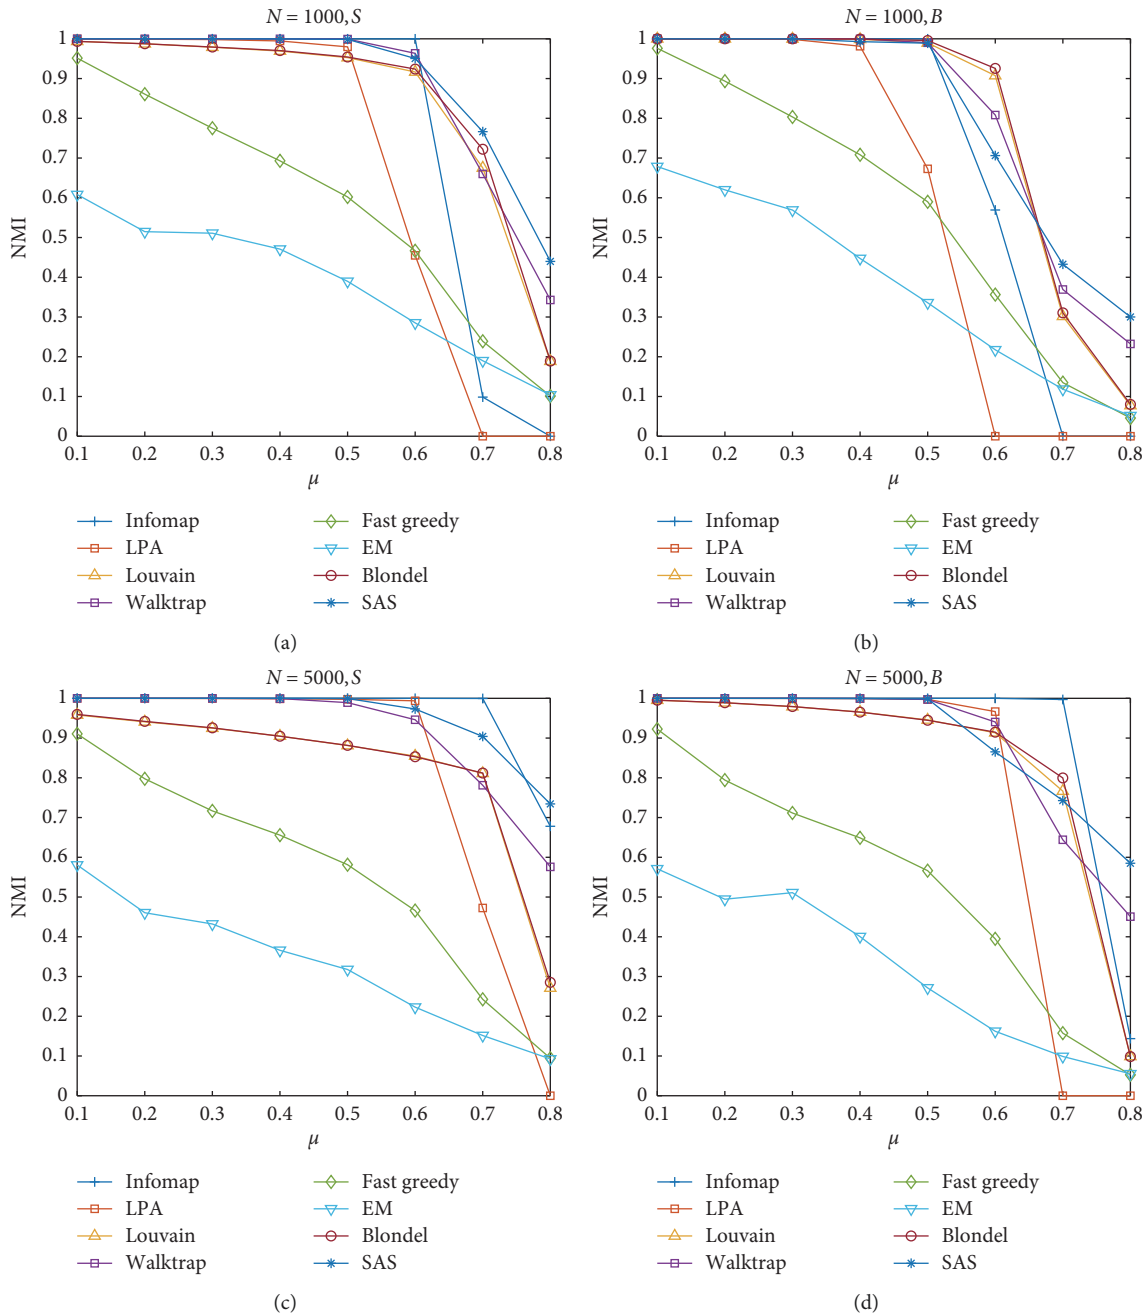 N = 1000, S
1
0.9
0.8
0.7
0.6
0.5
0.4
0.3
0.2
0.1
0
NMI
0.1 0.2 0.3 0.4 0.5 0.6 0.7 0.8
μ
Infomap
LPA
Louvain
Walktrap
Fast greedy
EM
Blondel
SAS
(a)
N = 1000, B
1
0.9
0.8
0.7
0.6
0.5
0.4
0.3
0.2
0.1
0
NMI
0.1 0.2 0.3 0.4 0.5 0.6 0.7 0.8
μ
Infomap
LPA
Louvain
Walktrap
Fast greedy
EM
Blondel
SAS
(b)
N = 5000, S
1
0.9
0.8
0.7
0.6
0.5
0.4
0.3
0.2
0.1
0
NMI
0.1 0.2 0.3 0.4 0.5 0.6 0.7 0.8
μ
Infomap
LPA
Louvain
Walktrap
Fast greedy
EM
Blondel
SAS
(c)
N = 5000, B
1
0.9
0.8
0.7
0.6
0.5
0.4
0.3
0.2
0.1
0
NMI
0.1 0.2 0.3 0.4 0.5 0.6 0.7 0.8
μ
Infomap
LPA
Louvain
Walktrap
Fast greedy
EM
Blondel
SAS
(d)